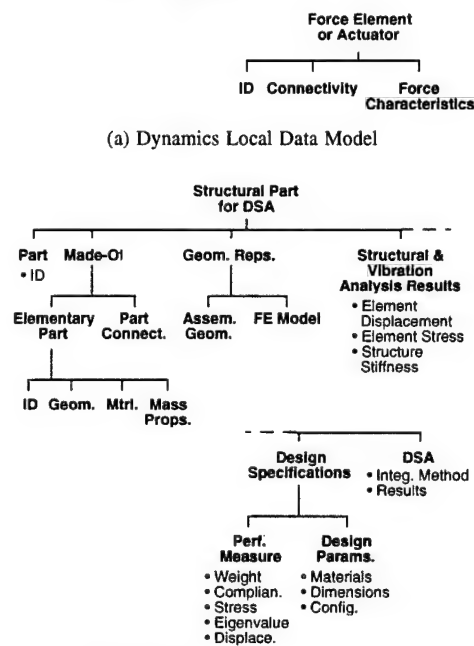 Force Element
or Actuator
ID Connectivity Force
Characteristics
(a) Dynamics Local Data Model
Structural Part
for DSA
Part Made-Of Geom. Reps. Structural &
• ID Vibration
Analysis Results
• Element
Displacement
• Element Stress
• Structure
Stiffness
Elementary Part Assem. FE Model
Part Connect. Geom.
ID Geom. Mtrl. Mass
Props.
Design DSA
Specifications • Integ. Method
• Results
Perf. Design
Measure Params.
• Weight • Materials
• Complian. • Dimensions
• Stress • Config.
• Eigenvalue
• Displace.